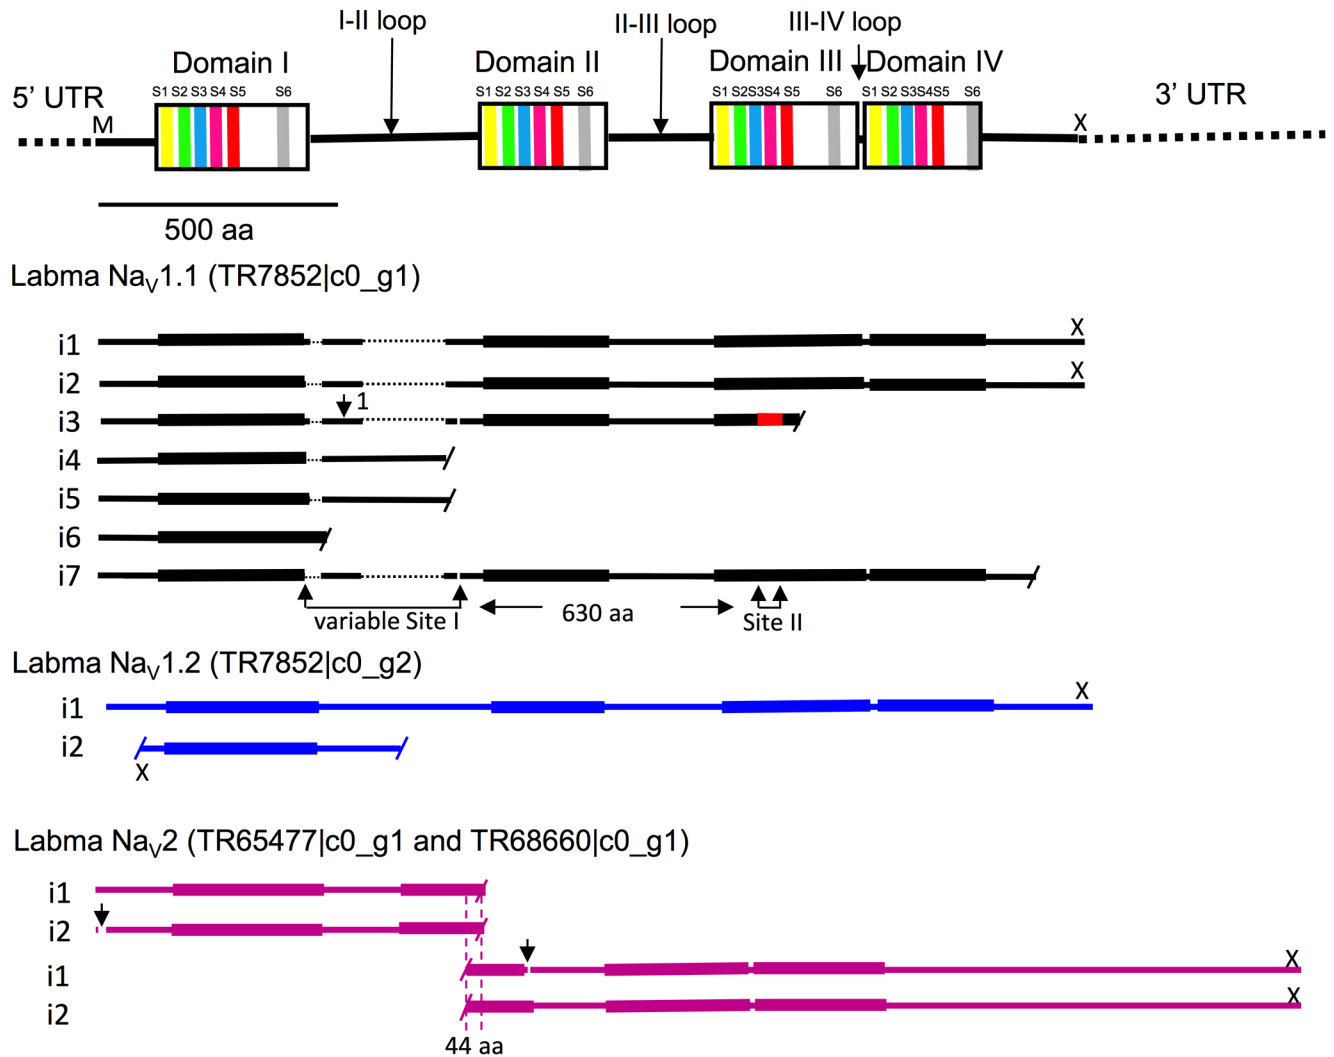 I-II loop
II-III loop
III-IV loop
Domain I
Domain II
Domain III
Domain IV
S1 S2 S3 S4 S5 S6
S1 S2 S3 S4 S5 S6
S1 S2S3S4 S5 S6
S1 S2 S3S4S5 S6
5' UTR
M
X
3' UTR
500 aa
Labma NaV1.1 (TR7852|c0_g1)
i1
X
i2
X
i3
1
i4
i5
i6
i7
variable Site I
630 aa
Site II
Labma NaV1.2 (TR7852|c0_g2)
i1
X
i2
X
Labma NaV2 (TR65477|c0_g1 and TR68660|c0_g1)
i1
i2
i1
X
i2
X
44 aa